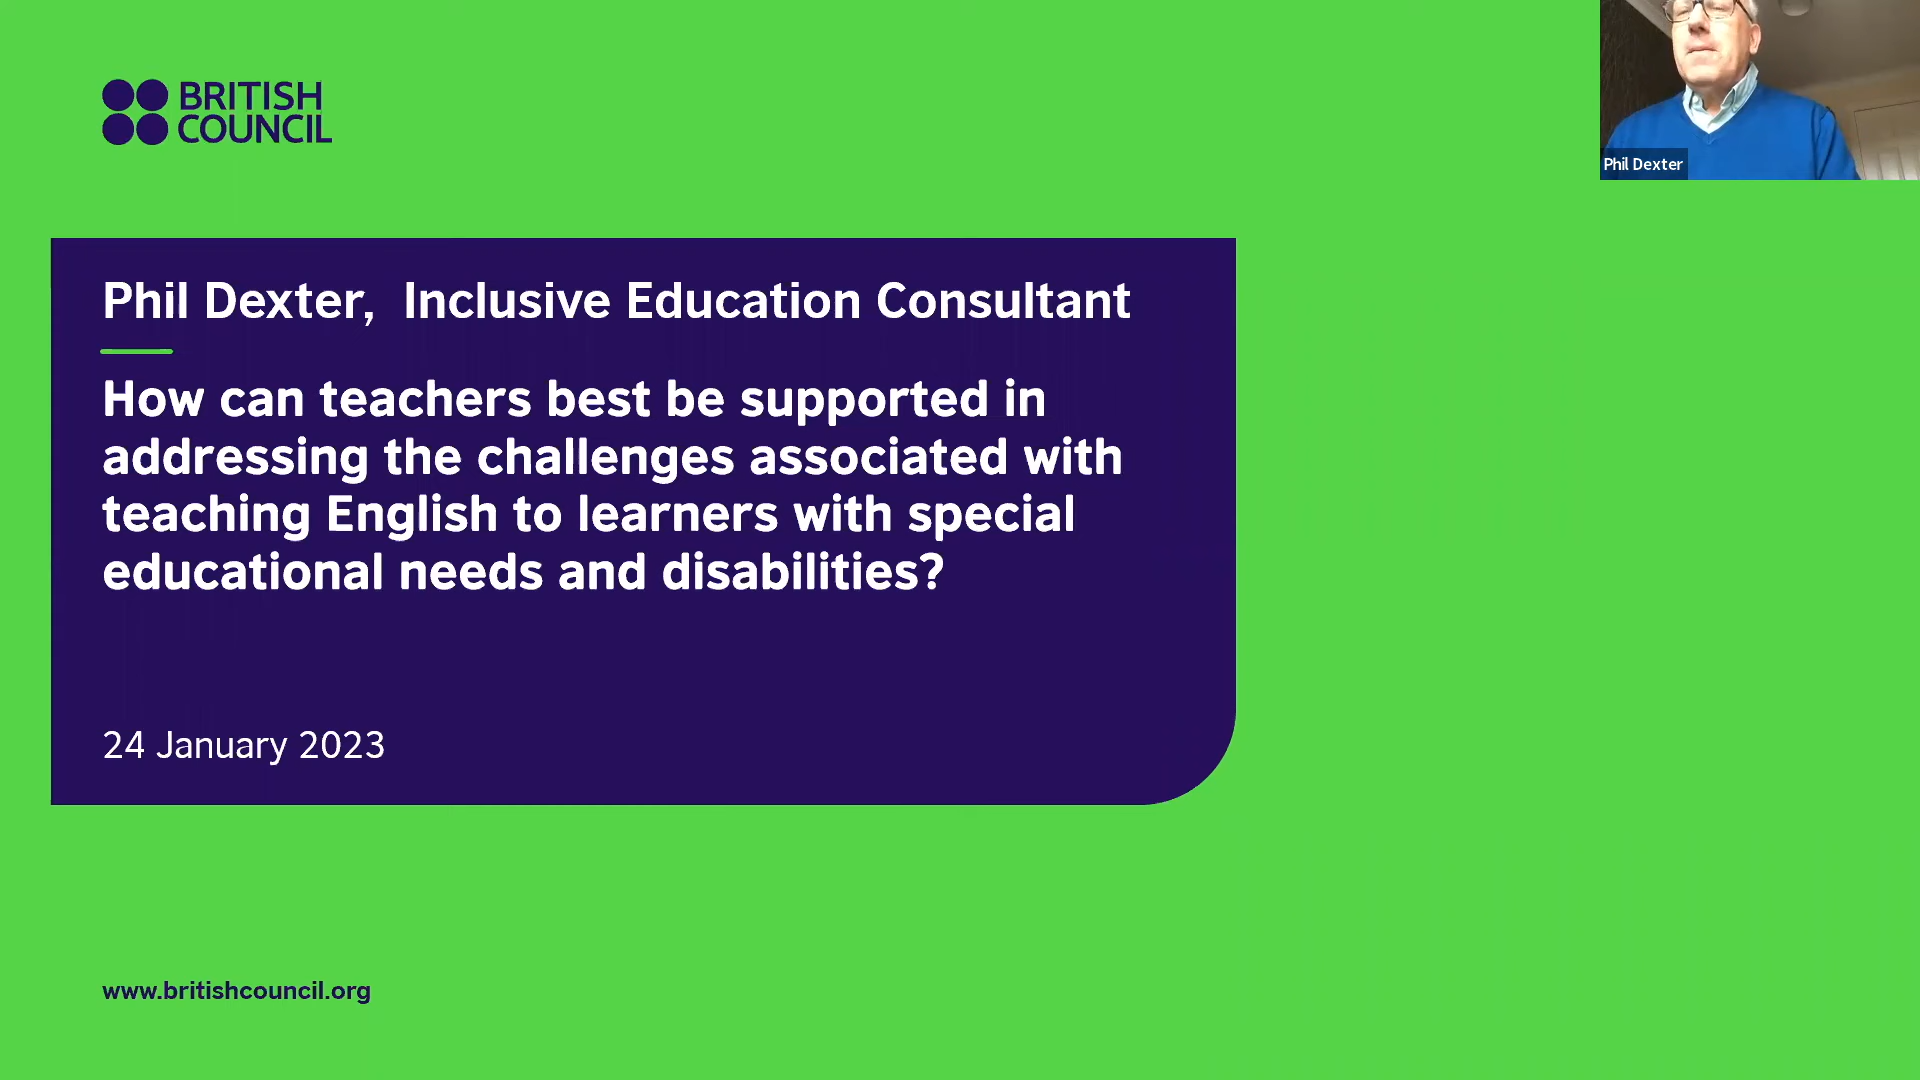 BRITISH
COUNCIL
Phil Dexter
Phil Dexter, Inclusive Education Consultant
How can teachers best be supported in
addressing the challenges associated with
teaching English to learners with special
educational needs and disabilities?
24 January 2023
www.britishcouncil.org